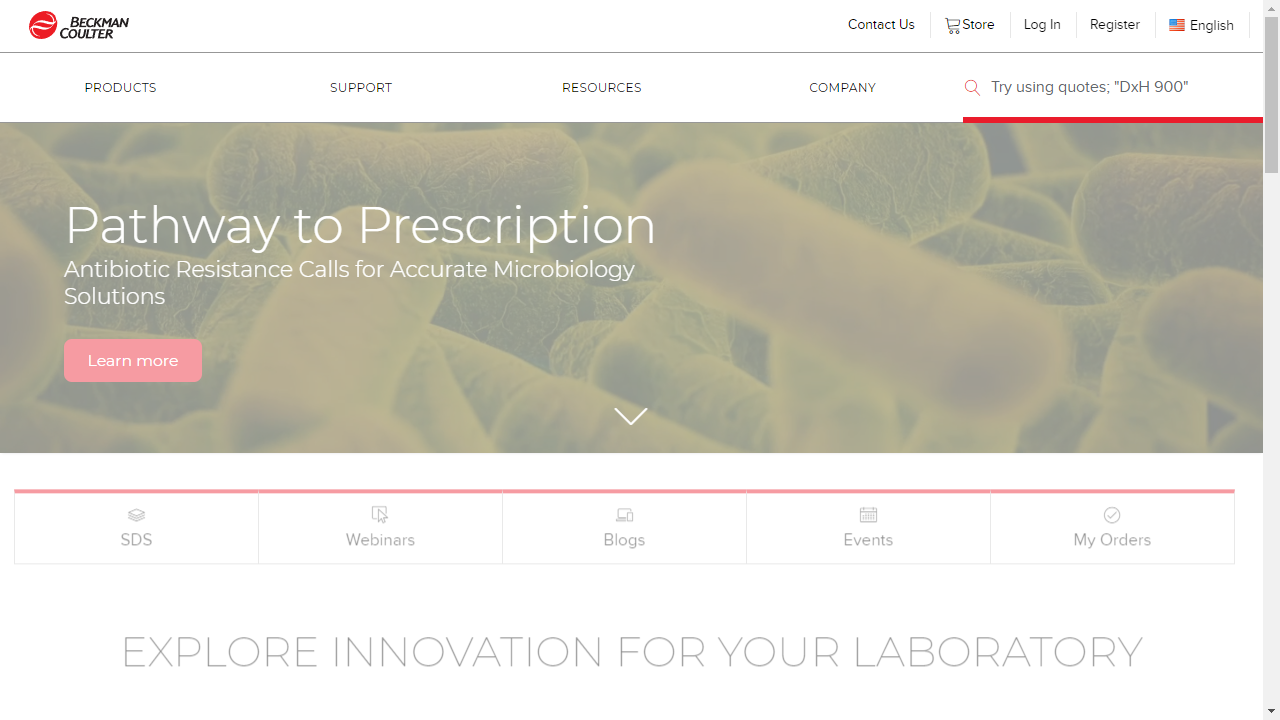 BECKMAN
COULTER
Contact Us
Store
Log In
Register
English
PRODUCTS
SUPPORT
RESOURCES
COMPANY
Try using quotes; "DxH 900"
Pathway to Prescription
Antibiotic Resistance Calls for Accurate Microbiology
Solutions
Learn more
SDS
Webinars
Blogs
Events
My Orders
EXPLORE INNOVATION FOR YOUR LABORATORY